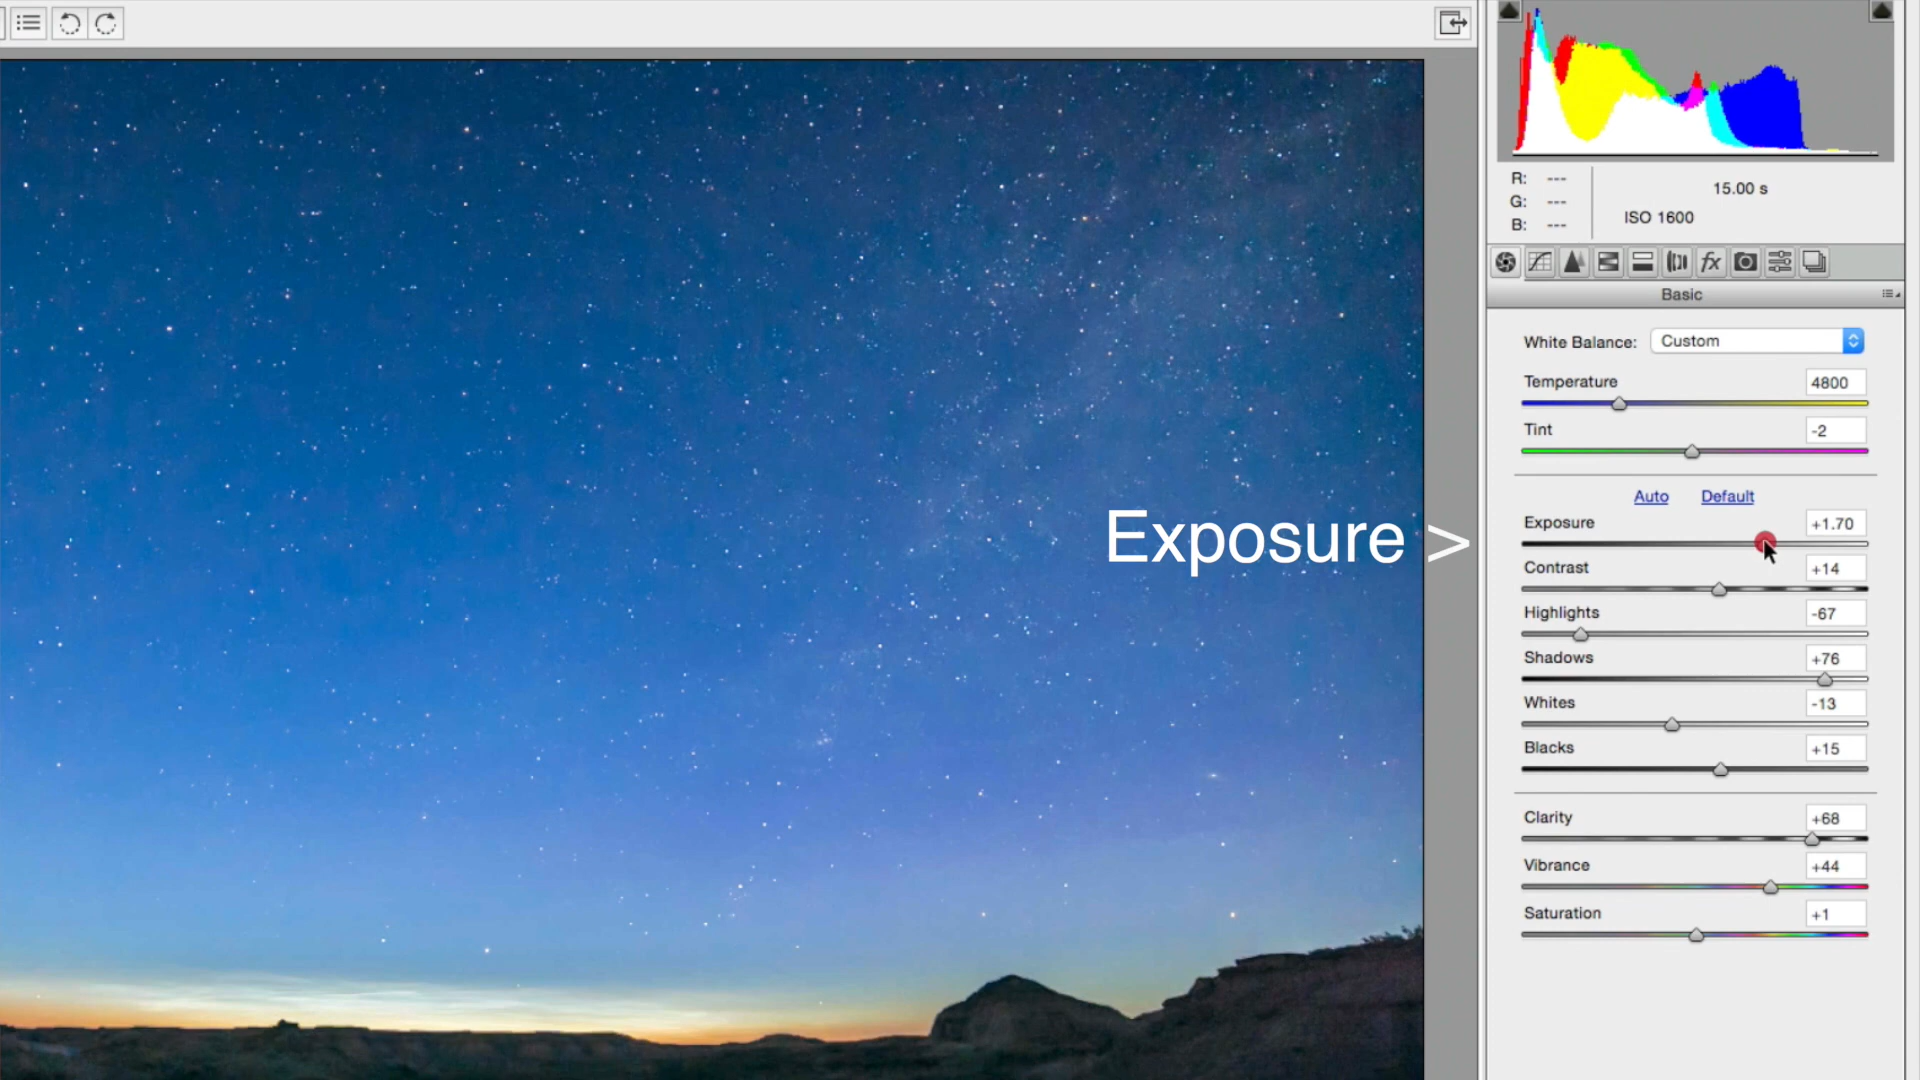 R: ---
G: ---
B: ---
15.00 s
ISO 1600
fx
Basic
White Balance: Custom
Temperature 4800
Tint -2
Auto Default
Exposure +1.70
Exposure >
Contrast +14
Highlights -67
Shadows +76
Whites -13
Blacks +15
Clarity +68
Vibrance +44
Saturation +1